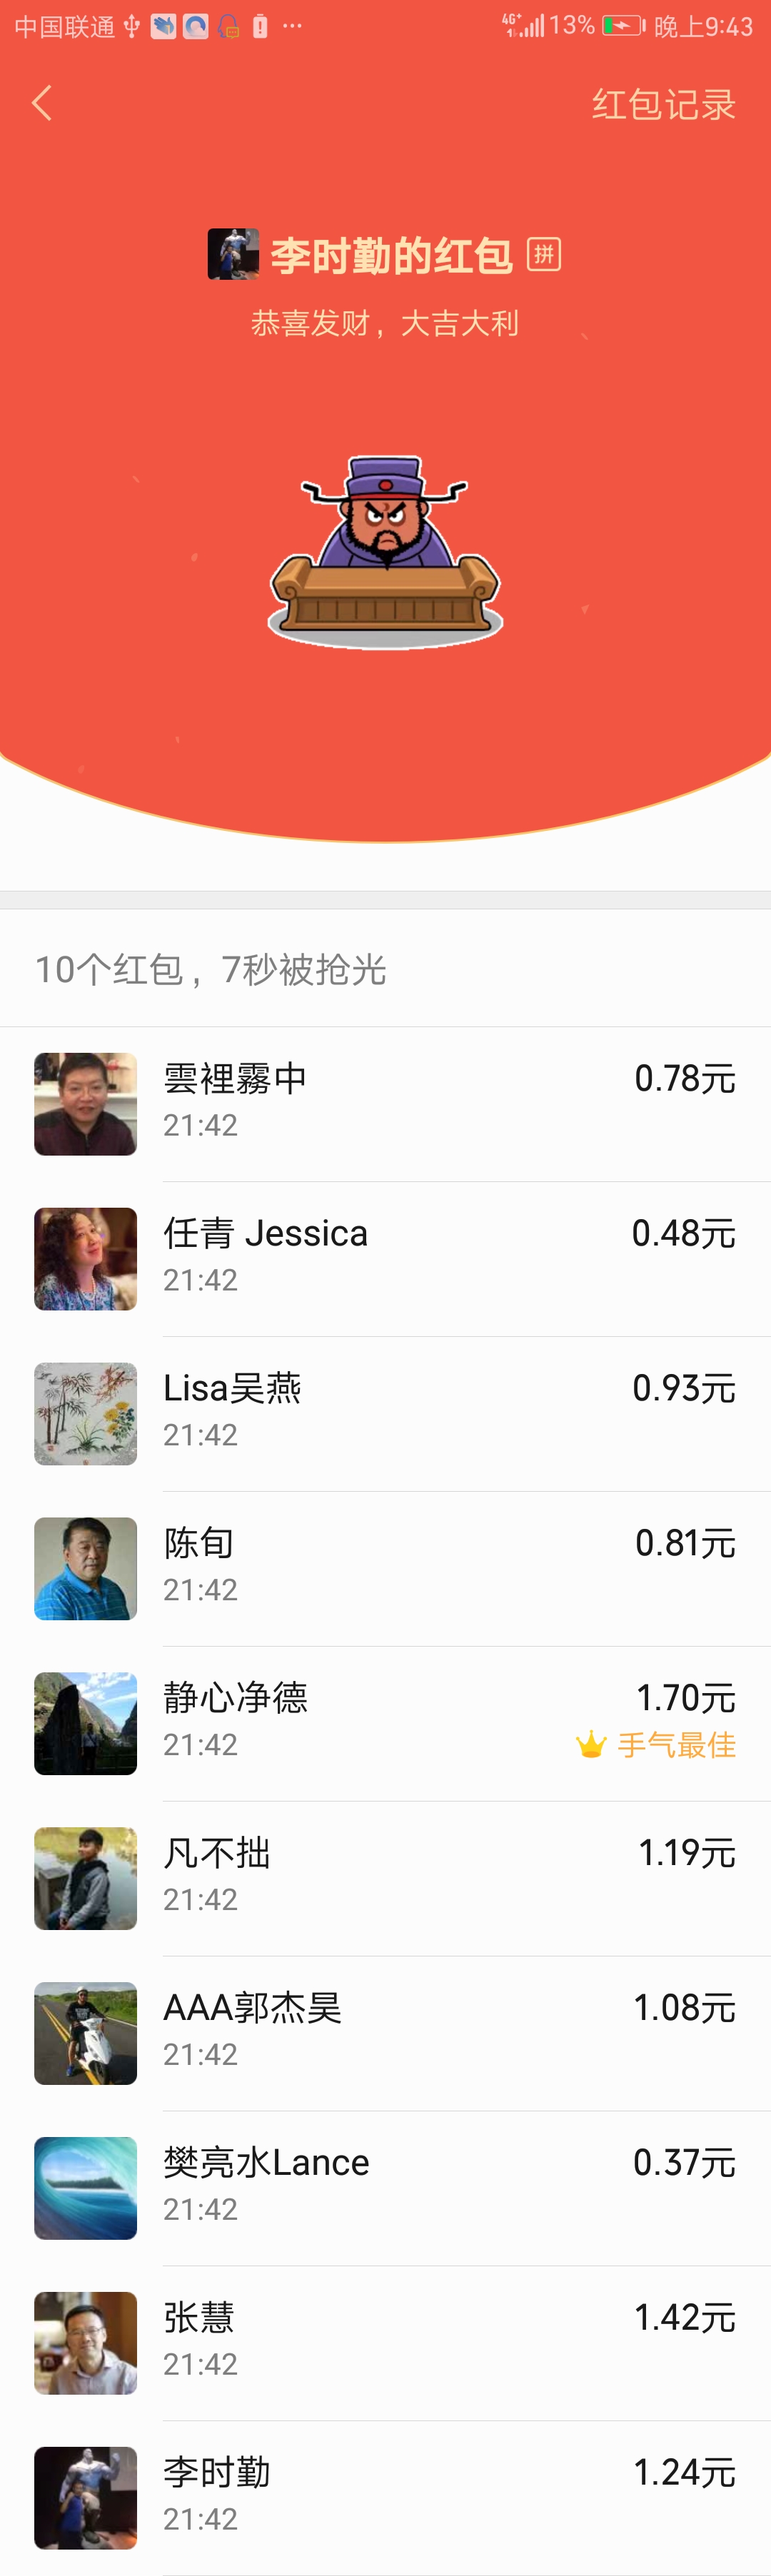 中国联通 4G+ 13% 晚上9:43
红包记录
李时勤的红包 拼
恭喜发财，大吉大利
10个红包，7秒被抢光
雲裡霧中 0.78元
21:42
任青 Jessica 0.48元
21:42
Lisa吴燕 0.93元
21:42
陈旬 0.81元
21:42
静心净德 1.70元
21:42 手气最佳
凡不拙 1.19元
21:42
AAA郭杰昊 1.08元
21:42
樊亮水Lance 0.37元
21:42
张慧 1.42元
21:42
李时勤 1.24元
21:42